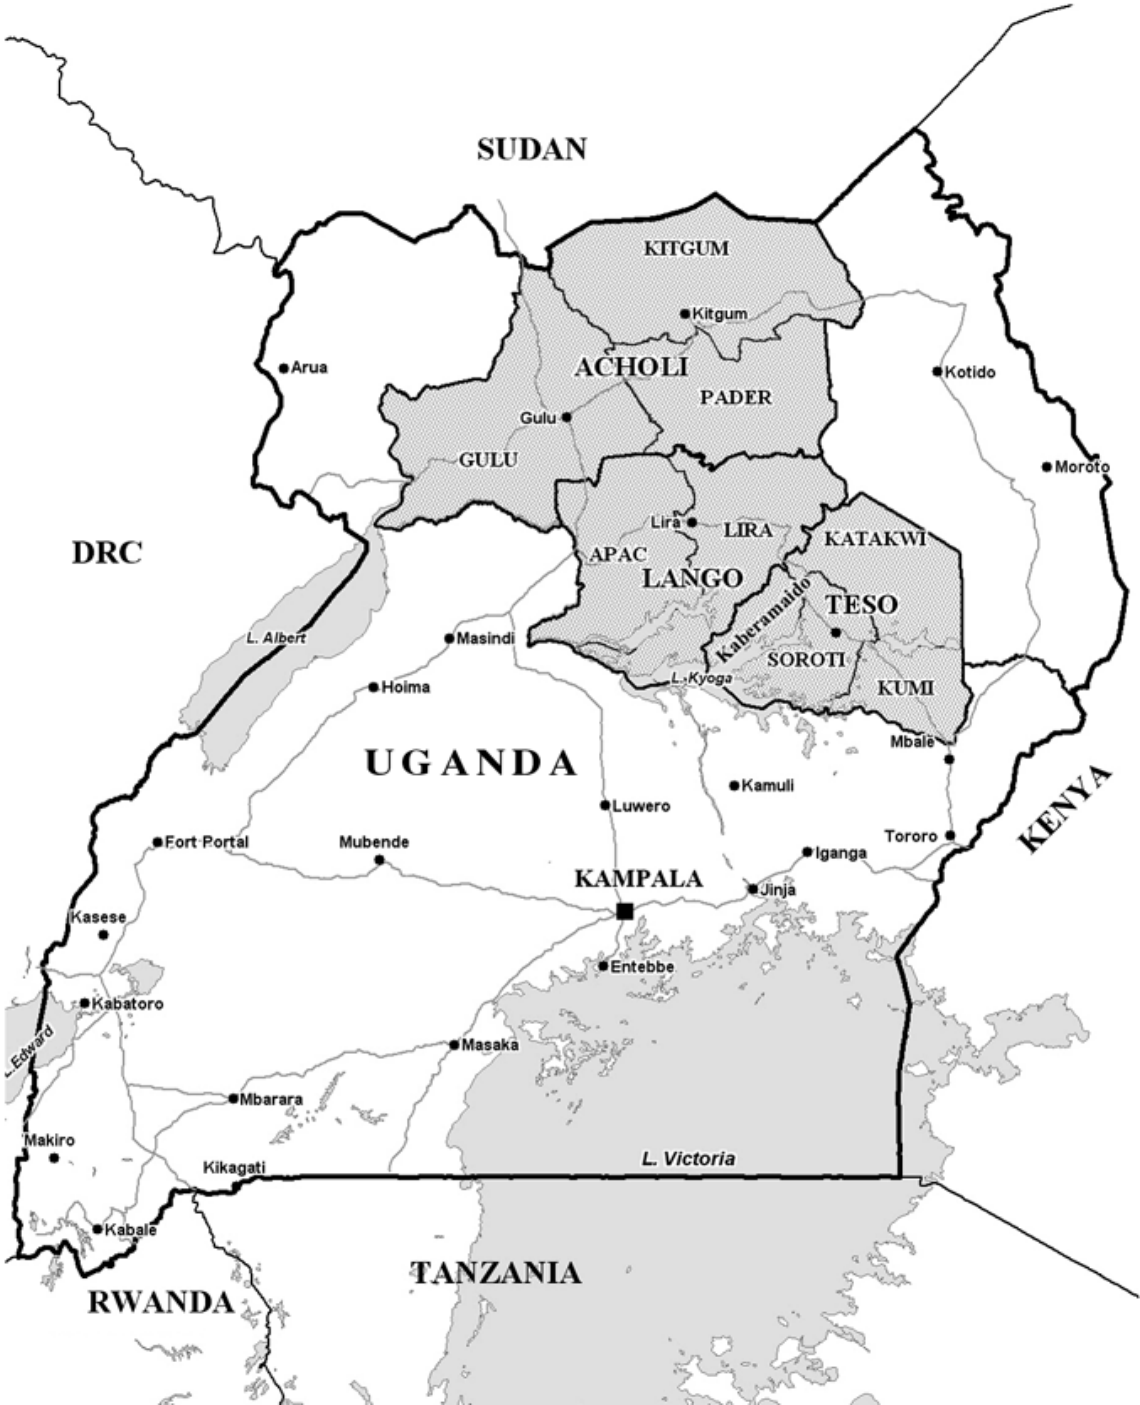 SUDAN
KITGUM
Kitgum
Arua
ACHOLI
Kotido
PADER
Gulu
GULU
Moroto
Lira
LIRA
KATAKWI
DRC
APAC
LANGO
Kaberamaido
TESO
L. Albert
Masindi
SOROTI
L. Kyoga
Hoima
KUMI
Mbale
UGANDA
Kamuli
KENYA
Luwero
Fort Portal
Mubende
Tororo
Iganga
KAMPALA
Jinja
Kasese
Entebbe
Kabatoro
L. Edward
Masaka
Mbarara
Makiro
Kikagati
L. Victoria
Kabale
TANZANIA
RWANDA